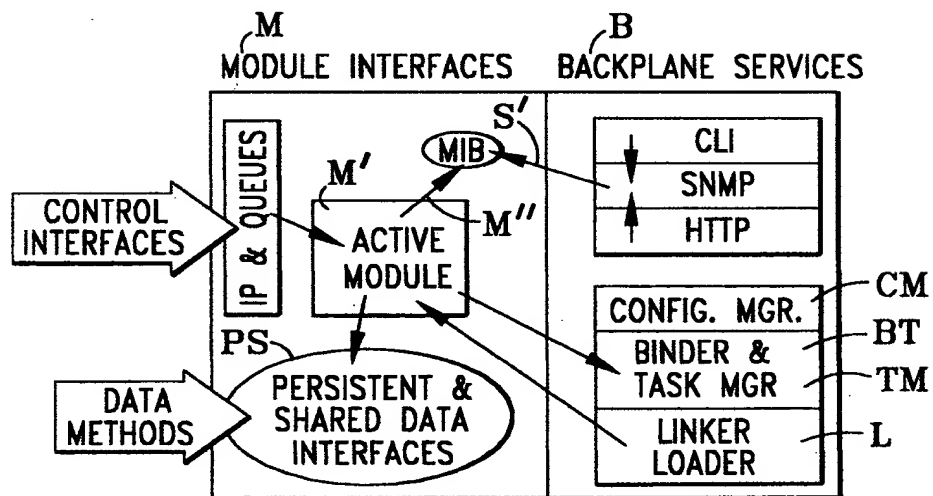 M
MODULE INTERFACES
B
BACKPLANE SERVICES
CONTROL
INTERFACES
IP & QUEUES
M'
ACTIVE
MODULE
MIB
S'
M"
CLI
SNMP
HTTP
CONFIG. MGR.
CM
BINDER &
TASK MGR
BT
TM
LINKER
LOADER
L
PS
DATA
METHODS
PERSISTENT &
SHARED DATA
INTERFACES